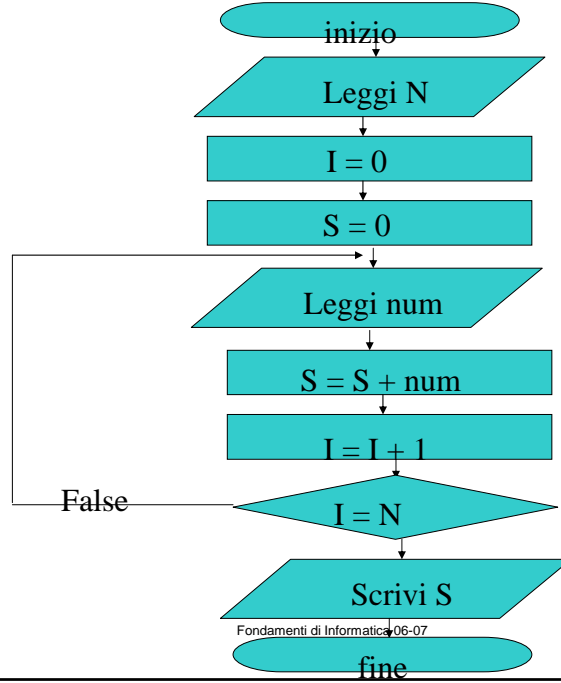 inizio
Leggi N
I = 0
S = 0
Leggi num
S = S + num
I = I + 1
False
I = N
Scrivi S
Fondamenti di Informatica 06-07
fine